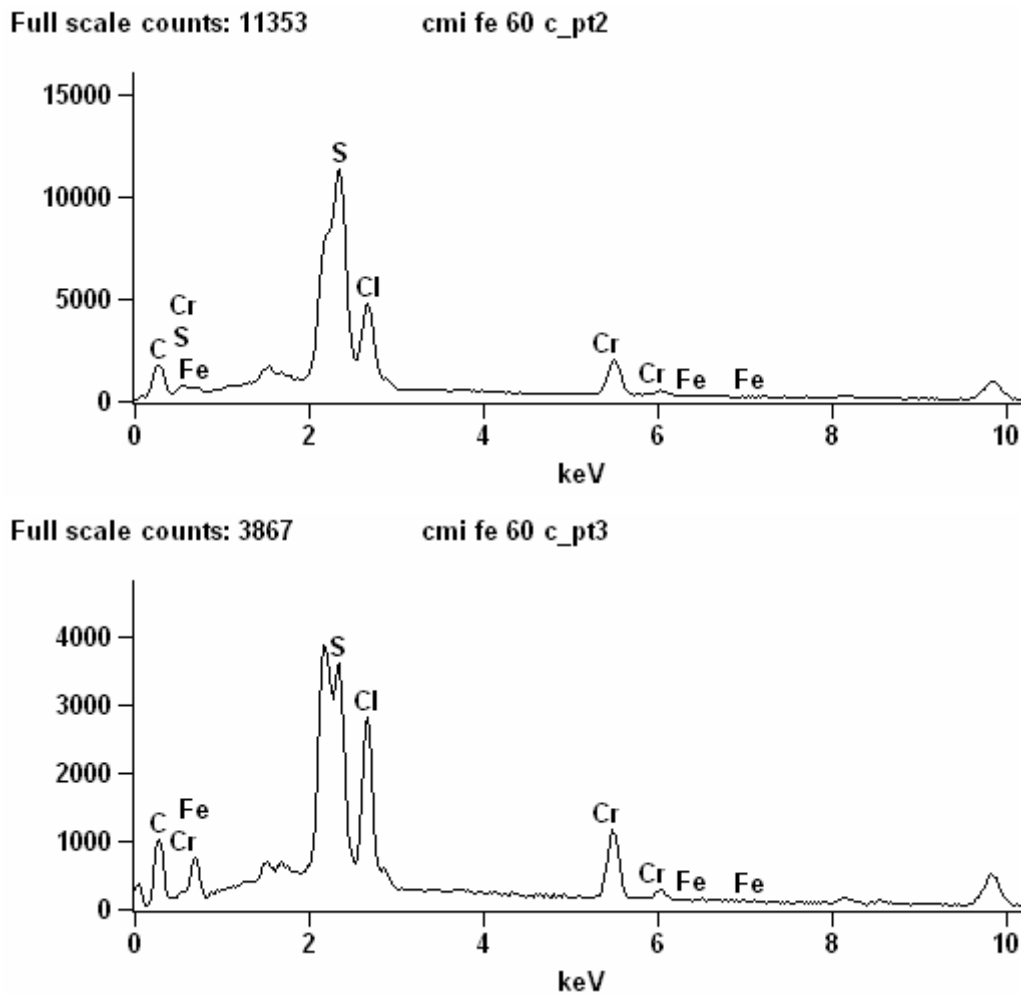 Full scale counts: 11353 cmi fe 60 c_pt2
15000
S
10000
Cl
5000
Cr
S
C
Fe
Cr
Cr Fe Fe
0
0 2 4 6 8 10
keV
Full scale counts: 3867 cmi fe 60 c_pt3
4000
S
3000
Cl
2000
Fe
1000
C
Cr
Cr
Cr Fe Fe
0
0 2 4 6 8 10
keV